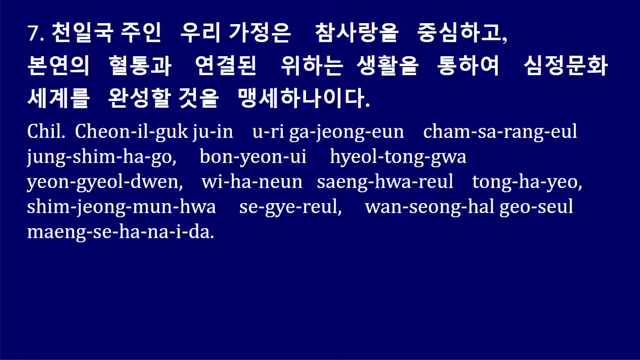 7. 천일국 주인 우리 가정은 참사랑을 중심하고,
본연의 혈통과 연결된 위하는 생활을 통하여 심정문화
세계를 완성할 것을 맹세하나이다.
Chil. Cheon-il-guk ju-in u-ri ga-jeong-eun cham-sa-rang-eul
jung-shim-ha-go, bon-yeon-ui hyeol-tong-gwa
yeon-gyeol-dwen, wi-ha-neun saeng-hwa-reul tong-ha-yeo,
shim-jeong-mun-hwa se-gye-reul, wan-seong-hal geo-seul
maeng-se-ha-na-i-da.